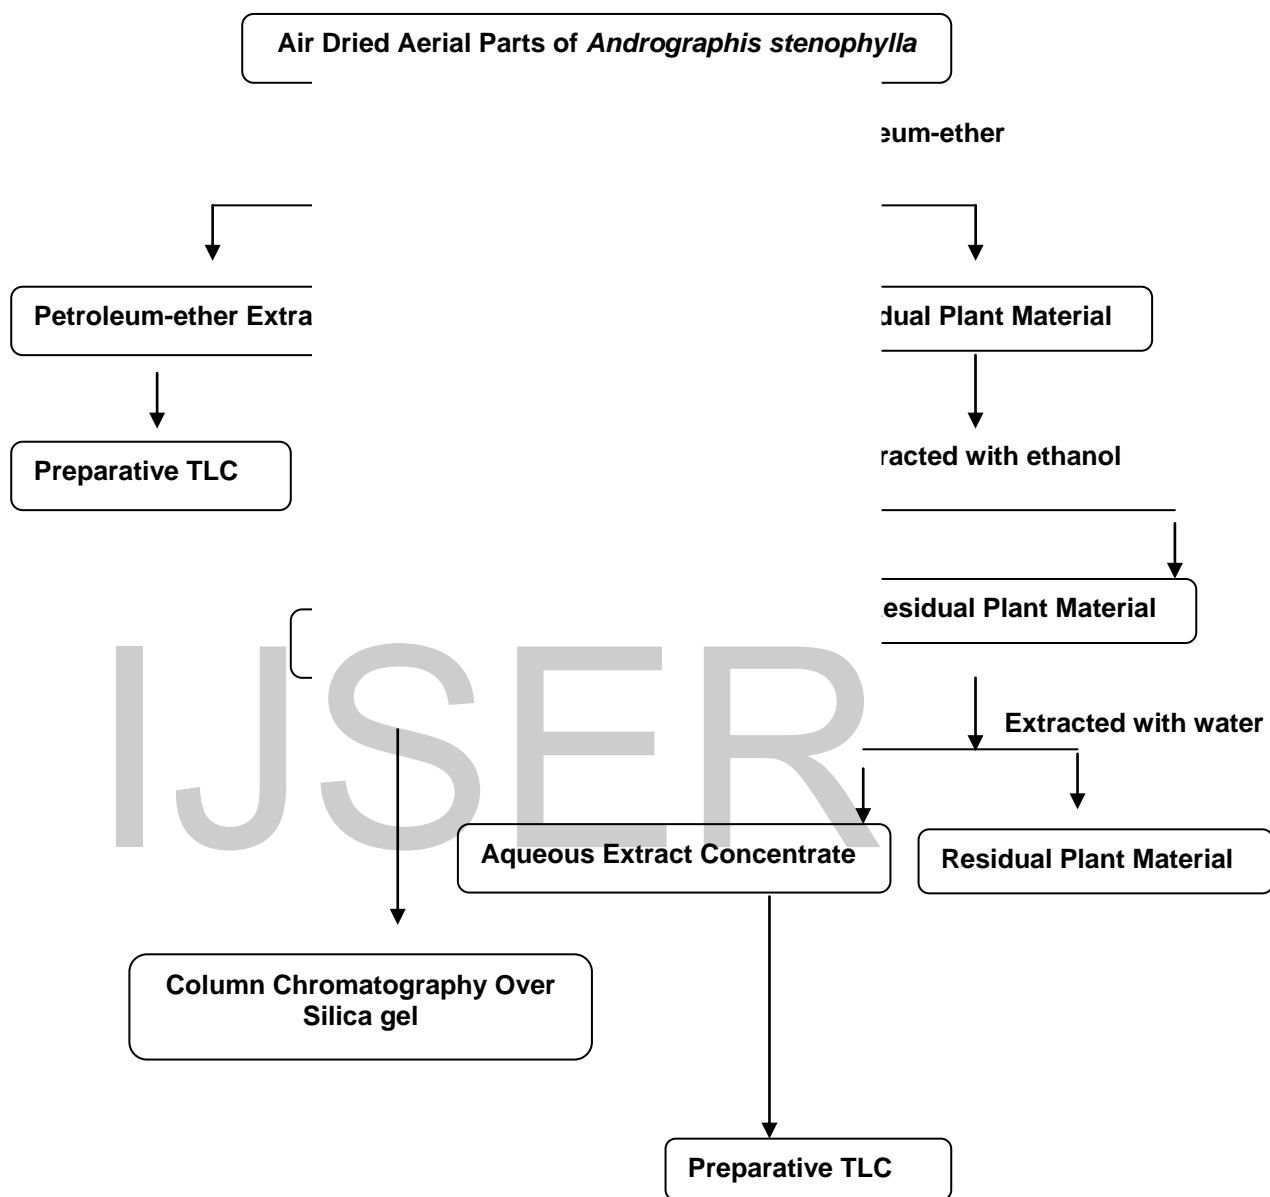 Air Dried Aerial Parts of Andrographis stenophylla
eum-ether
Petroleum-ether Extra
dual Plant Material
Preparative TLC
racted with ethanol
esidual Plant Material
IJSER
Extracted with water
Aqueous Extract Concentrate
Residual Plant Material
Column Chromatography Over
Silica gel
Preparative TLC